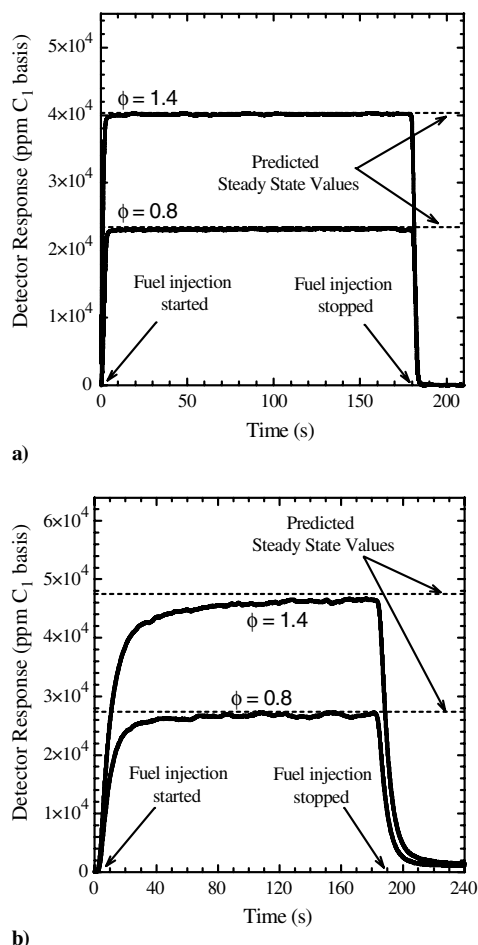 5×10⁴
4×10⁴
3×10⁴
2×10⁴
1×10⁴
0
Detector Response (ppm C₁ basis)
ϕ = 1.4
Predicted
Steady State Values
ϕ = 0.8
Fuel injection
started
Fuel injection
stopped
0 50 100 150 200
Time (s)
a)
6×10⁴
5×10⁴
4×10⁴
3×10⁴
2×10⁴
1×10⁴
0
Detector Response (ppm C₁ basis)
Predicted
Steady State Values
ϕ = 1.4
ϕ = 0.8
Fuel injection
started
Fuel injection
stopped
0 40 80 120 160 200 240
Time (s)
b)